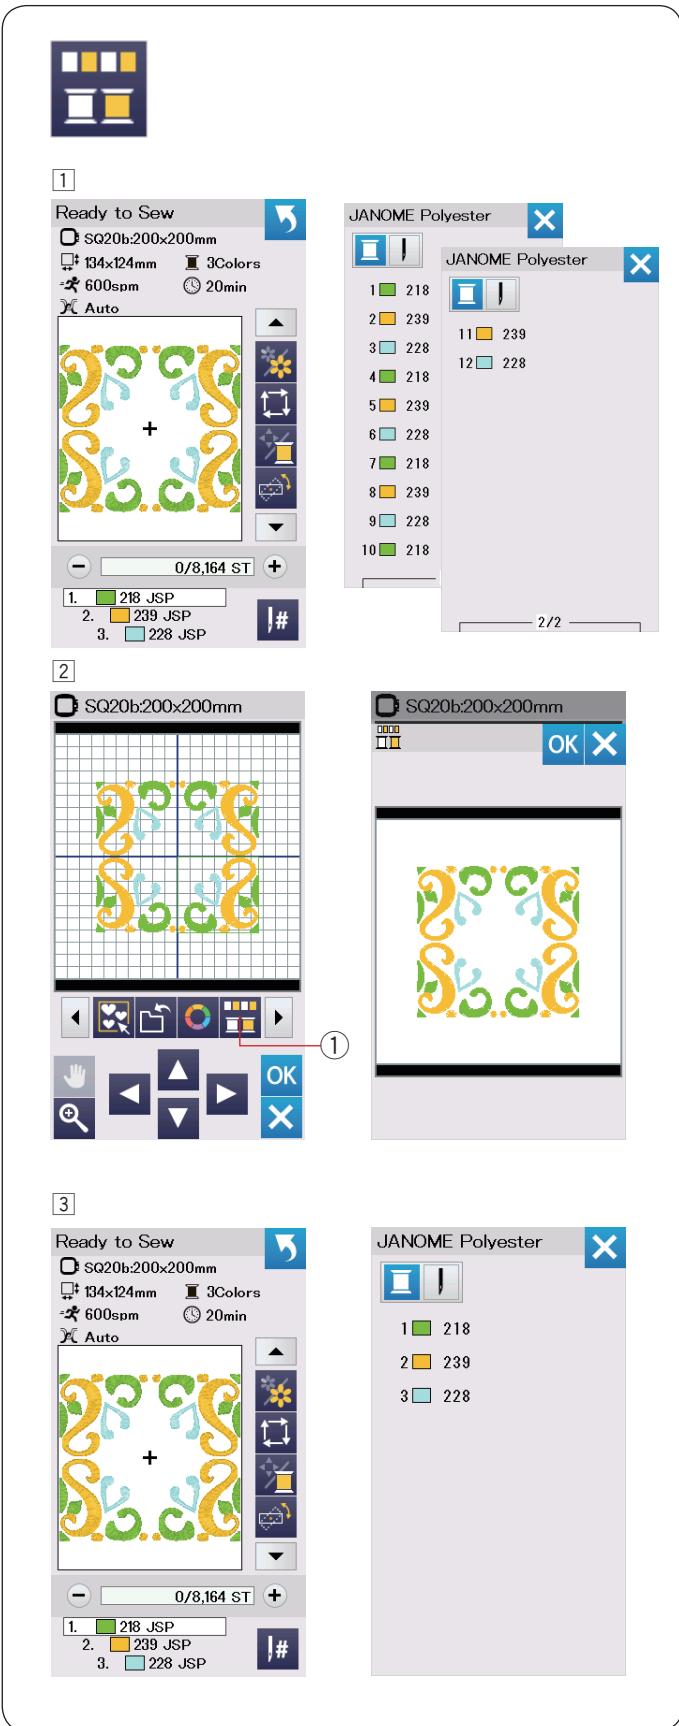 1
Ready to Sew
SQ20b:200x200mm
134x124mm 3Colors
600spm 20min
Auto
0/8,164 ST
1. 218 JSP
2. 239 JSP
3. 228 JSP
#
JANOME Polyester
1 218
2 239
3 228
4 218
5 239
6 228
7 218
8 239
9 228
10 218
JANOME Polyester
11 239
12 228
2/2
2
SQ20b:200x200mm
1
OK
SQ20b:200x200mm
OK
3
Ready to Sew
SQ20b:200x200mm
134x124mm 3Colors
600spm 20min
Auto
0/8,164 ST
1. 218 JSP
2. 239 JSP
3. 228 JSP
#
JANOME Polyester
1 218
2 239
3 228